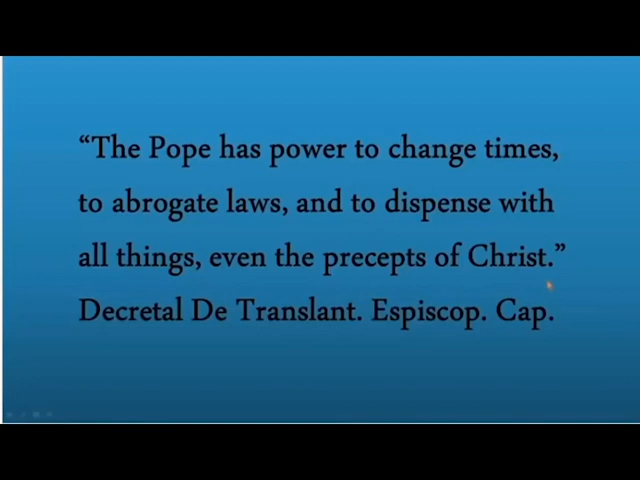 “The Pope has power to change times,
to abrogate laws, and to dispense with
all things, even the precepts of Christ.”
Decretal De Translant. Espiscop. Cap.